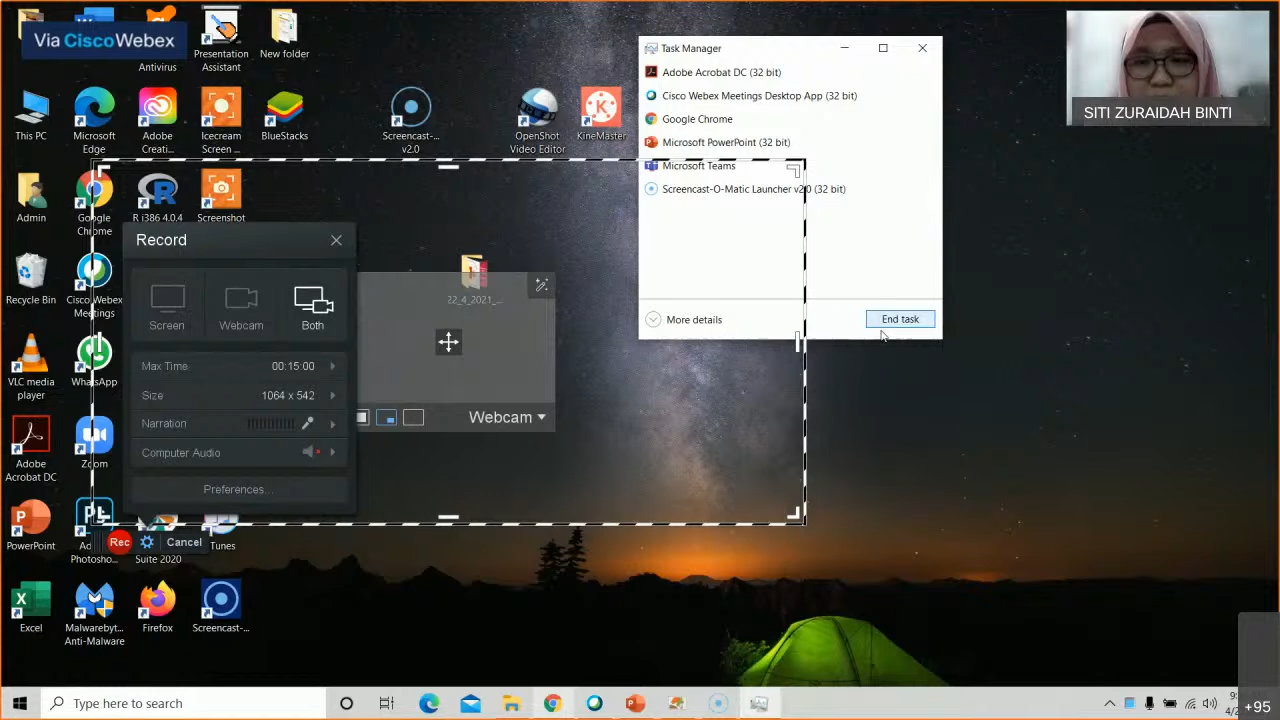 Via Cisco Webex
Antivirus
Presentation
Assistant
New folder
This PC
Microsoft
Edge
Adobe
Creati...
Icecream
Screen ...
BlueStacks
Screencast-...
v2.0
OpenShot
Video Editor
KineMaster
Admin
Google
Chrome
R i386 4.0.4
Screenshot
Recycle Bin
Cisco Webex
Meetings
VLC media
player
WhatsApp
Adobe
Acrobat DC
Zoom
PowerPoint
Photosho...
Suite 2020
iTunes
Excel
Malwarebyt...
Anti-Malware
Firefox
Screencast-...
22_4_2021_...
Task Manager
Adobe Acrobat DC (32 bit)
Cisco Webex Meetings Desktop App (32 bit)
Google Chrome
Microsoft PowerPoint (32 bit)
Microsoft Teams
Screencast-O-Matic Launcher v2.0 (32 bit)
More details
End task
SITI ZURAIDAH BINTI
Record
Screen
Webcam
Both
Max Time 00:15:00
Size 1064 x 542
Narration
Computer Audio
Preferences...
Webcam
Rec
Cancel
Type here to search
+95